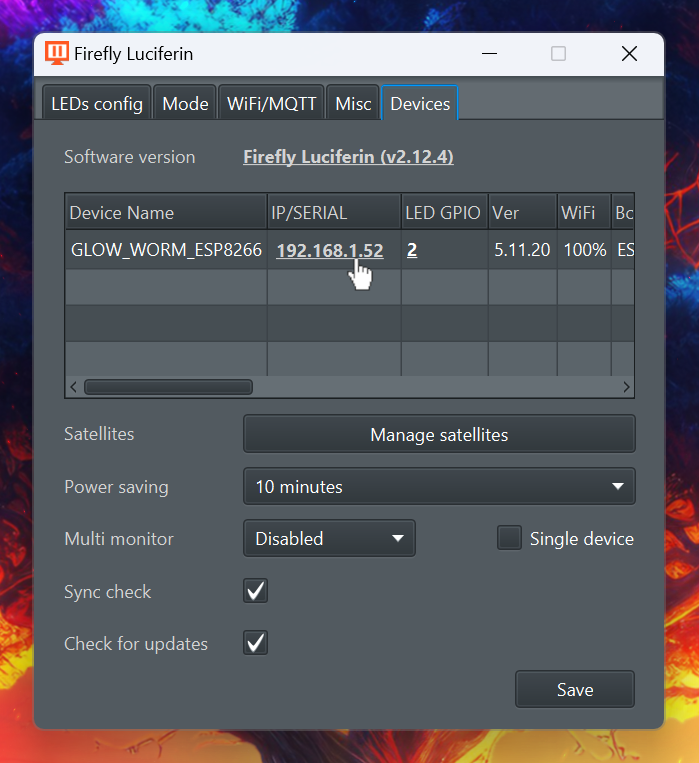 Firefly Luciferin
LEDs config Mode WiFi/MQTT Misc Devices
Software version Firefly Luciferin (v2.12.4)
Device Name IP/SERIAL LED GPIO Ver WiFi Bc
GLOW_WORM_ESP8266 192.168.1.52 2 5.11.20 100% ES
Satellites Manage satellites
Power saving 10 minutes
Multi monitor Disabled Single device
Sync check
Check for updates
Save